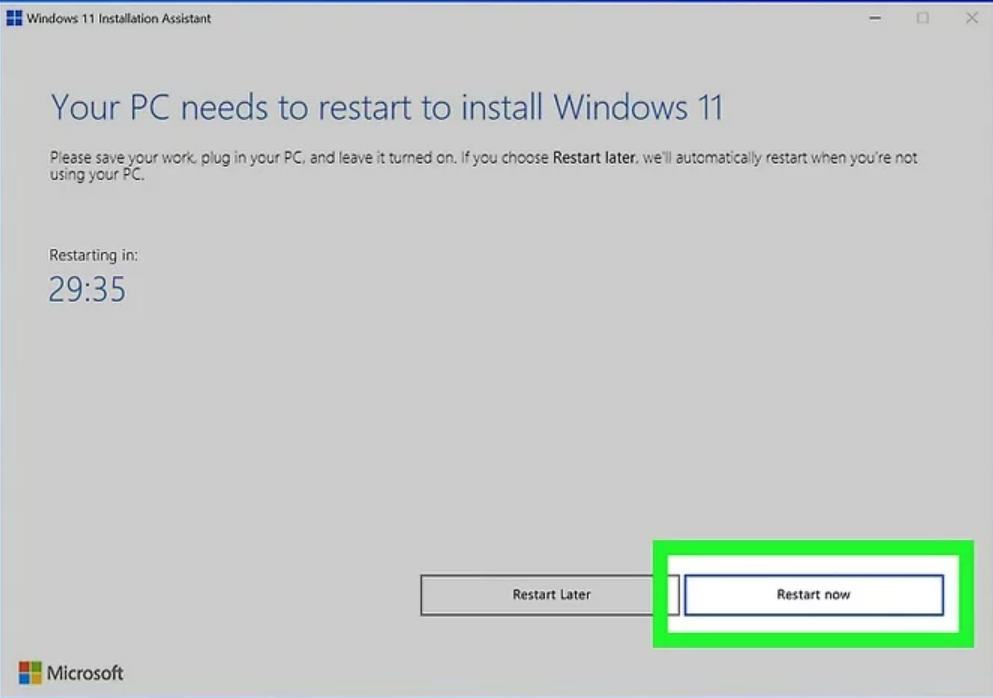 Windows 11 Installation Assistant
Your PC needs to restart to install Windows 11
Please save your work, plug in your PC, and leave it turned on. If you choose Restart later, we'll automatically restart when you're not
using your PC.
Restarting in:
29:35
Restart Later
Restart now
Microsoft